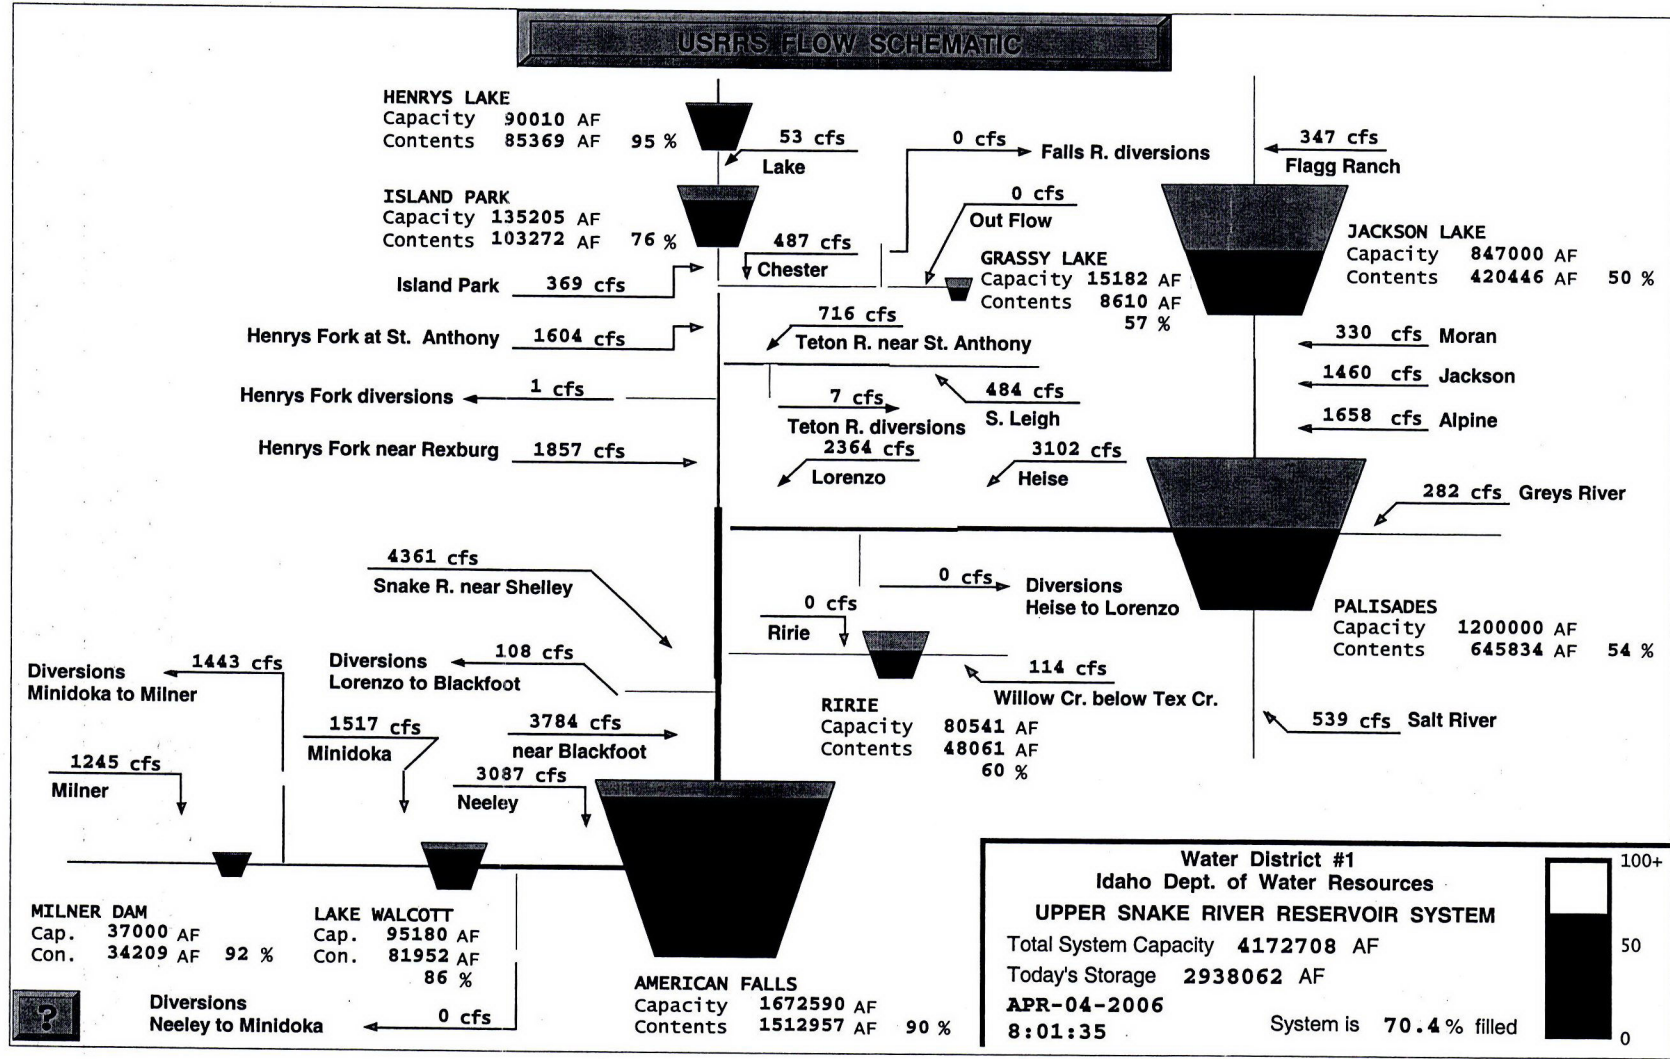 USRRS FLOW SCHEMATIC
HENRYS LAKE
Capacity 90010 AF
Contents 85369 AF 95 %
53 cfs
Lake
0 cfs
Falls R. diversions
347 cfs
Flagg Ranch
ISLAND PARK
Capacity 135205 AF
Contents 103272 AF 76 %
0 cfs
Out Flow
487 cfs
Chester
GRASSY LAKE
Capacity 15182 AF
Contents 8610 AF
57 %
JACKSON LAKE
Capacity 847000 AF
Contents 420446 AF 50 %
Island Park 369 cfs
Henrys Fork at St. Anthony 1604 cfs
716 cfs
Teton R. near St. Anthony
330 cfs Moran
1460 cfs Jackson
1658 cfs Alpine
Henrys Fork diversions 1 cfs
7 cfs
Teton R. diversions
484 cfs
S. Leigh
Henrys Fork near Rexburg 1857 cfs
2364 cfs
Lorenzo
3102 cfs
Heise
282 cfs Greys River
4361 cfs
Snake R. near Shelley
0 cfs
Diversions
Heise to Lorenzo
0 cfs
Ririe
PALISADES
Capacity 1200000 AF
Contents 645834 AF 54 %
Diversions
Minidoka to Milner
1443 cfs
Diversions
Lorenzo to Blackfoot
108 cfs
114 cfs
Willow Cr. below Tex Cr.
RIRIE
Capacity 80541 AF
Contents 48061 AF
60 %
539 cfs Salt River
1517 cfs
Minidoka
3784 cfs
near Blackfoot
1245 cfs
Milner
3087 cfs
Neeley
MILNER DAM
Cap. 37000 AF
Con. 34209 AF 92 %
LAKE WALCOTT
Cap. 95180 AF
Con. 81952 AF
86 %
AMERICAN FALLS
Capacity 1672590 AF
Contents 1512957 AF 90 %
?
Diversions
Neeley to Minidoka
0 cfs
Water District #1
Idaho Dept. of Water Resources
UPPER SNAKE RIVER RESERVOIR SYSTEM
Total System Capacity 4172708 AF
Today's Storage 2938062 AF
APR-04-2006
8:01:35
System is 70.4% filled
100+
50
0